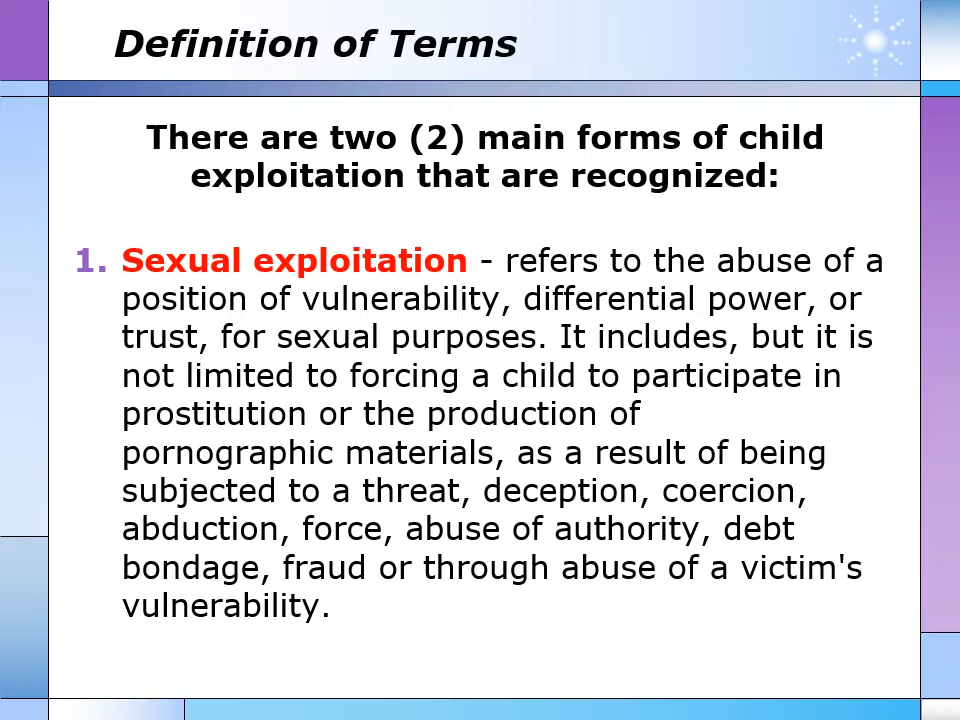 Definition of Terms
There are two (2) main forms of child
exploitation that are recognized:
1. Sexual exploitation - refers to the abuse of a
position of vulnerability, differential power, or
trust, for sexual purposes. It includes, but it is
not limited to forcing a child to participate in
prostitution or the production of
pornographic materials, as a result of being
subjected to a threat, deception, coercion,
abduction, force, abuse of authority, debt
bondage, fraud or through abuse of a victim's
vulnerability.